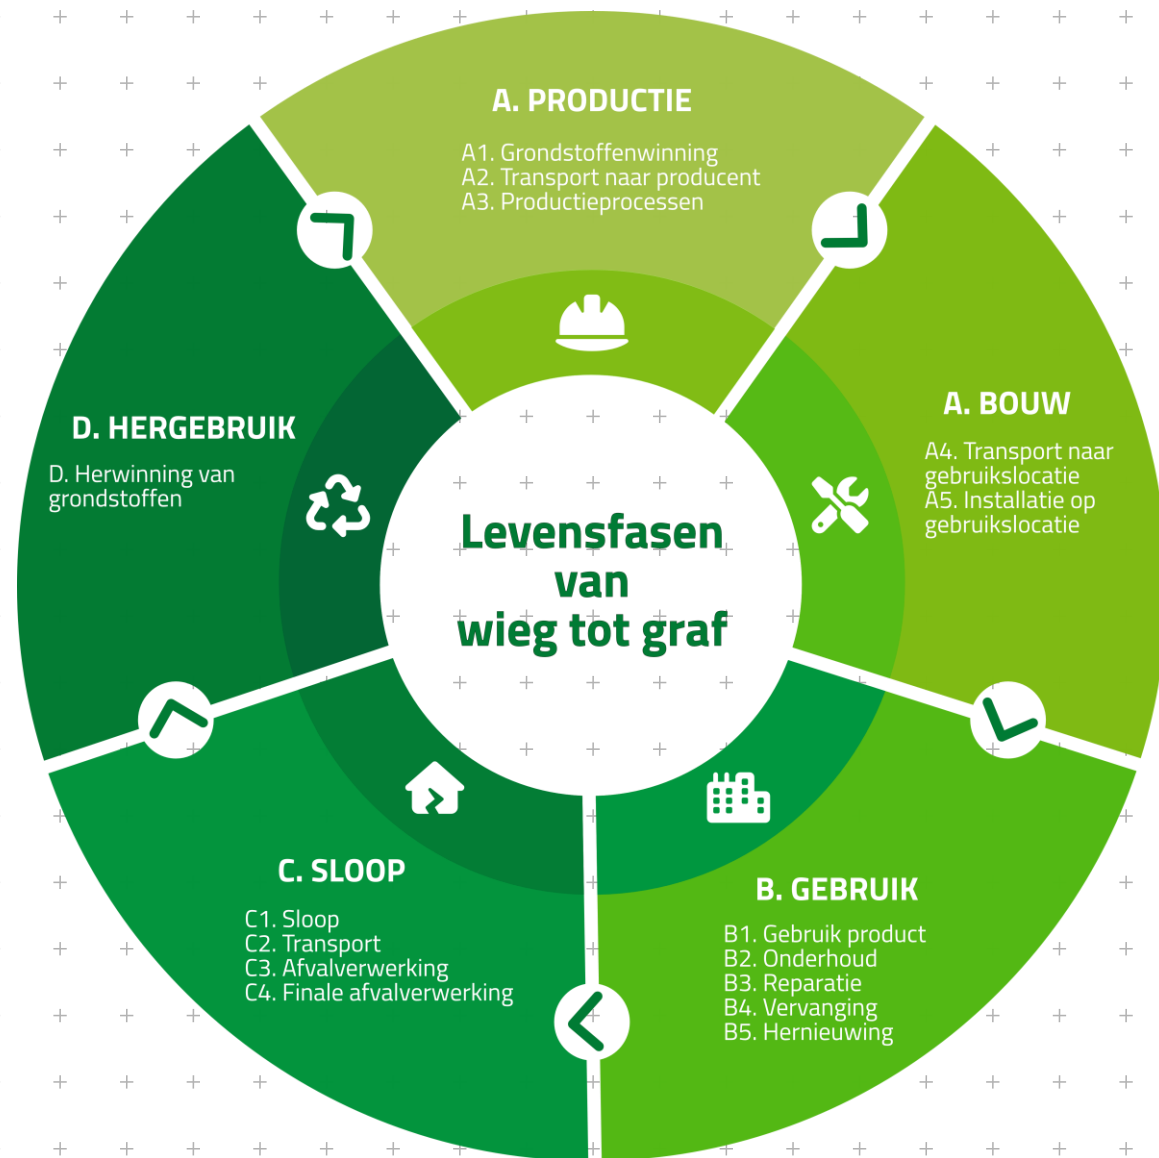 A. PRODUCTIE
A1. Grondstoffenwinning
A2. Transport naar producent
A3. Productieprocessen
A. BOUW
A4. Transport naar
gebruikslocatie
A5. Installatie op
gebruikslocatie
B. GEBRUIK
B1. Gebruik product
B2. Onderhoud
B3. Reparatie
B4. Vervanging
B5. Hernieuwing
C. SLOOP
C1. Sloop
C2. Transport
C3. Afvalverwerking
C4. Finale afvalverwerking
D. HERGEBRUIK
D. Herwinning van
grondstoffen
Levensfasen
van
wieg tot graf